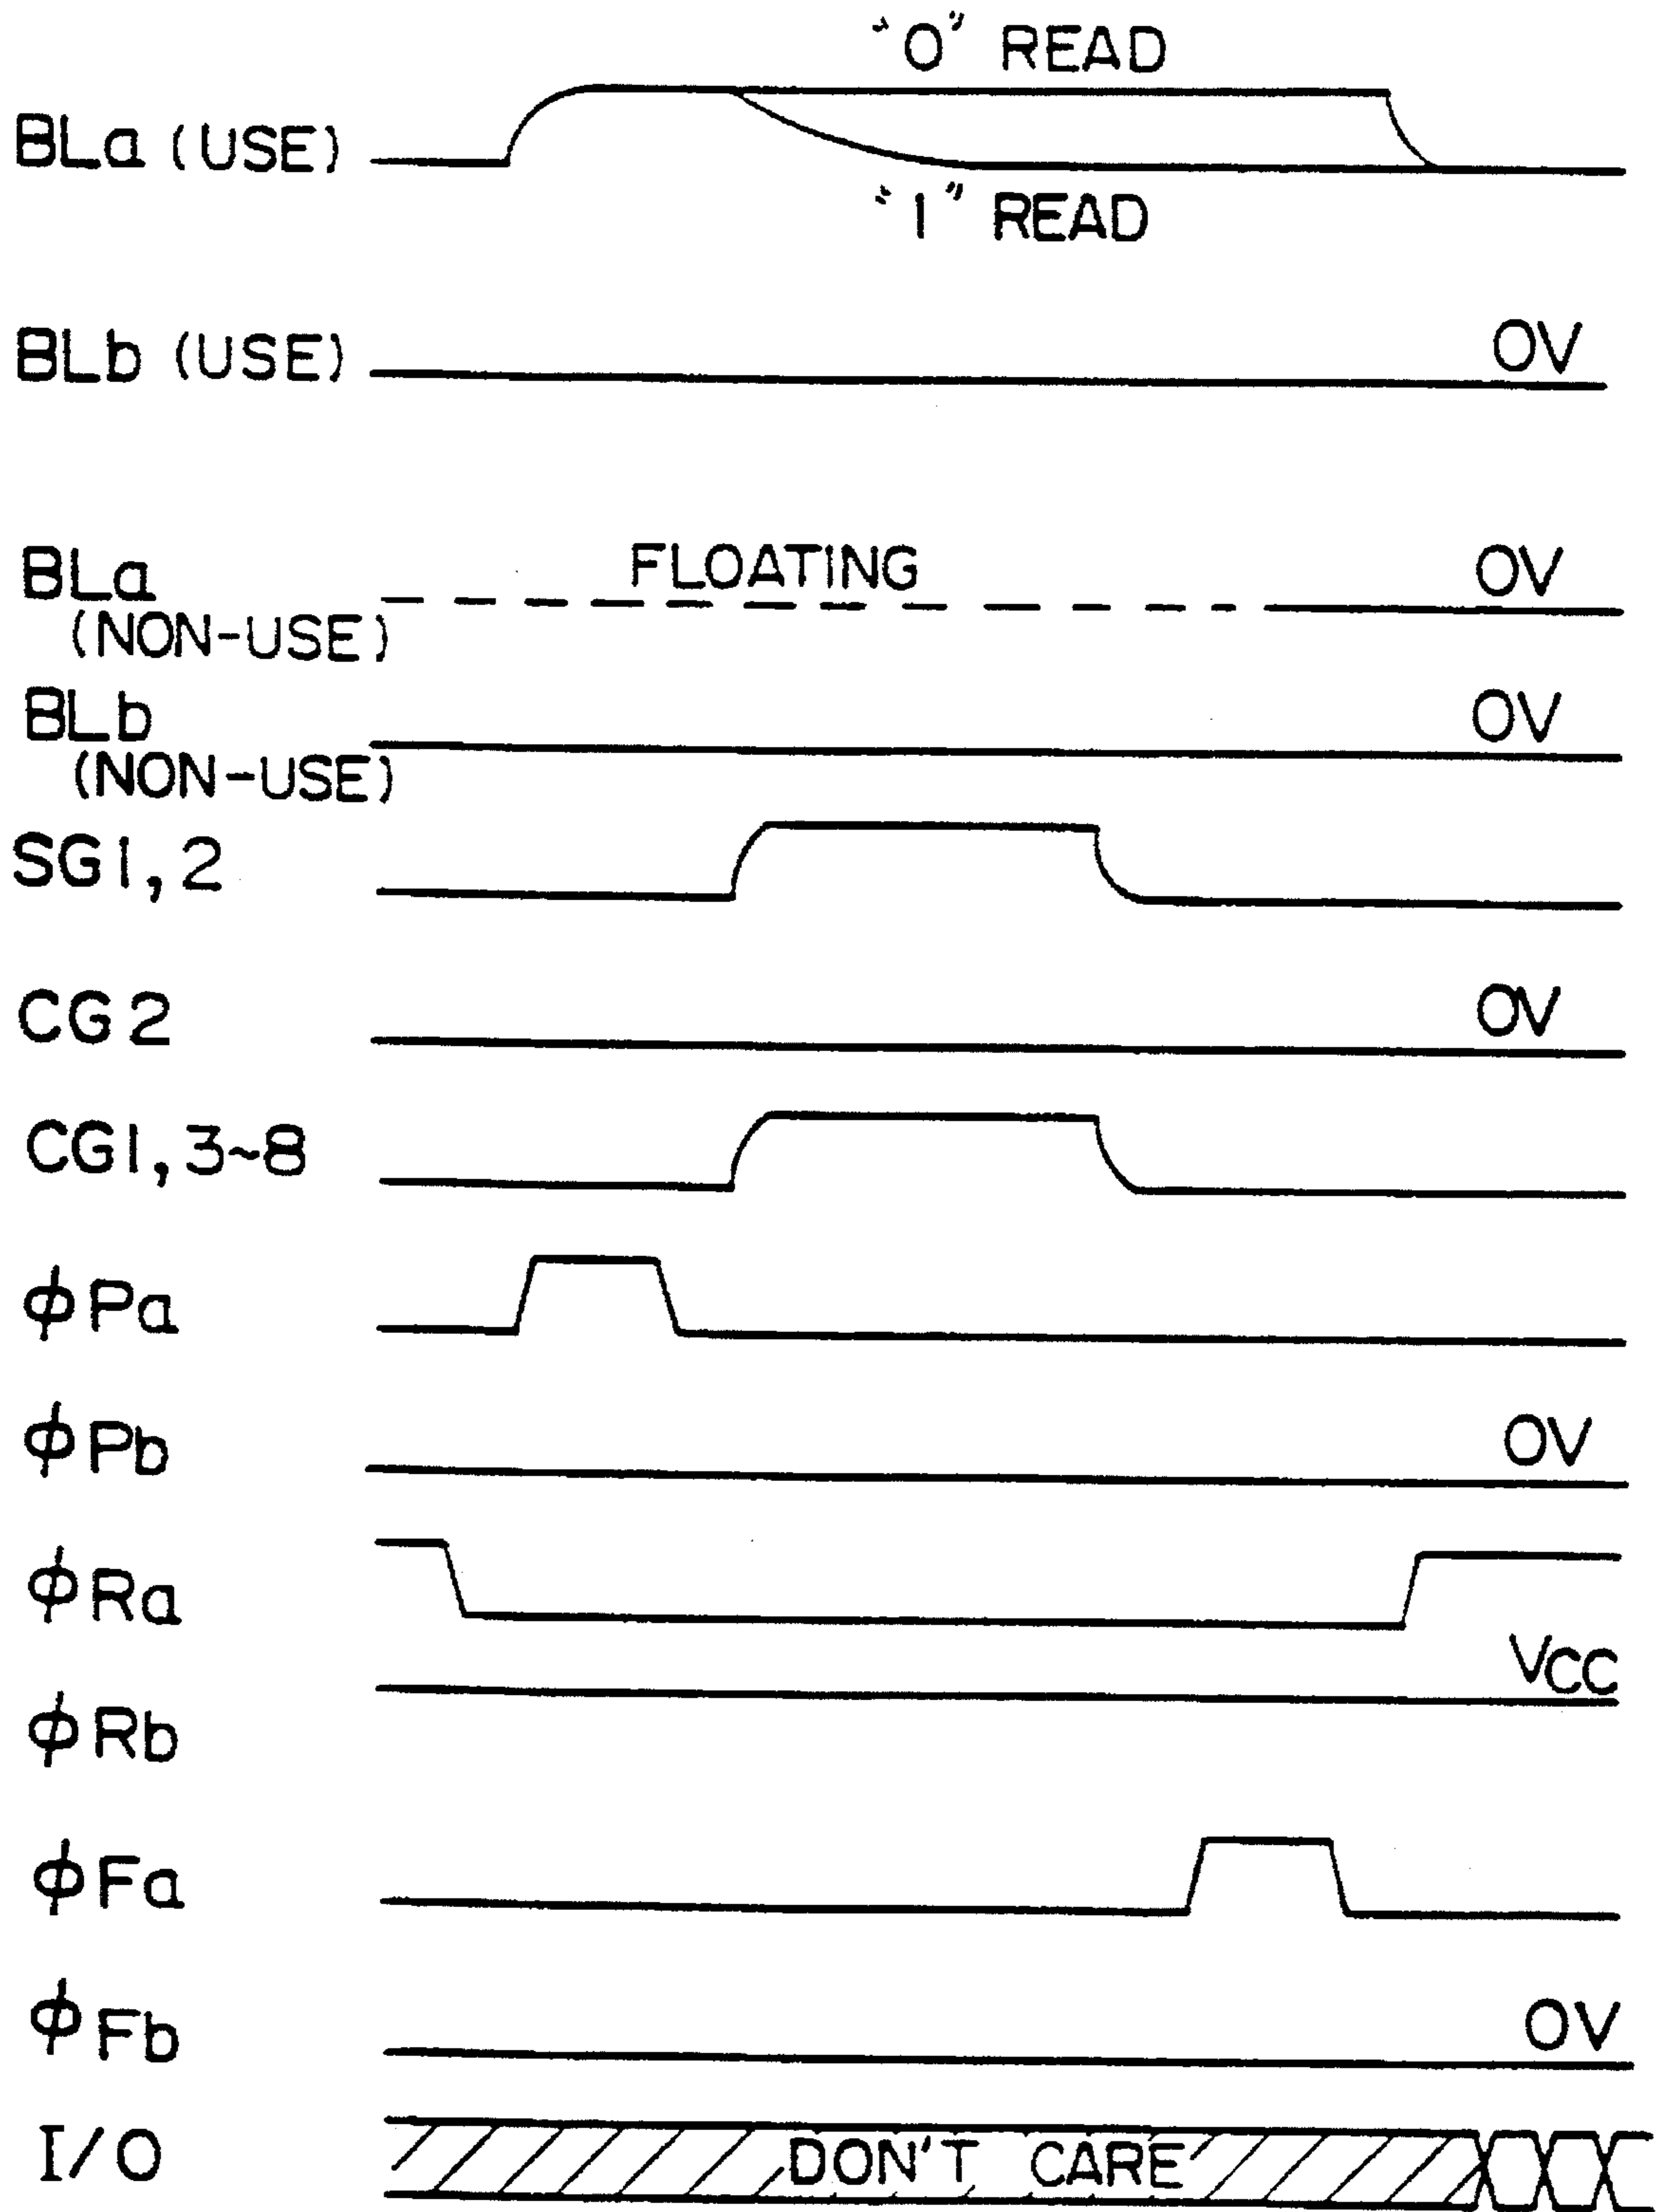 "0" READ
BLa (USE)
"1" READ
BLb (USE)
0V
BLa
(NON-USE)
FLOATING
0V
BLb
(NON-USE)
0V
SG1, 2
CG2
0V
CG1, 3~8
ϕPa
ϕPb
0V
ϕRa
VCC
ϕRb
ϕFa
ϕFb
0V
I/O
DON'T CARE